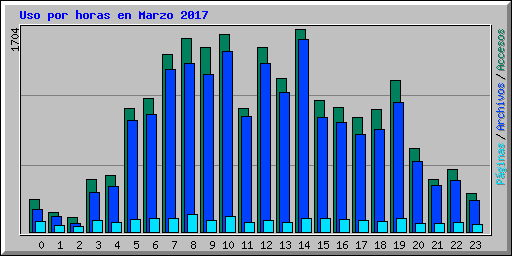 Uso por horas en Marzo 2017
1704
Páginas / Archivos / Accesos
0 1 2 3 4 5 6 7 8 9 10 11 12 13 14 15 16 17 18 19 20 21 22 23